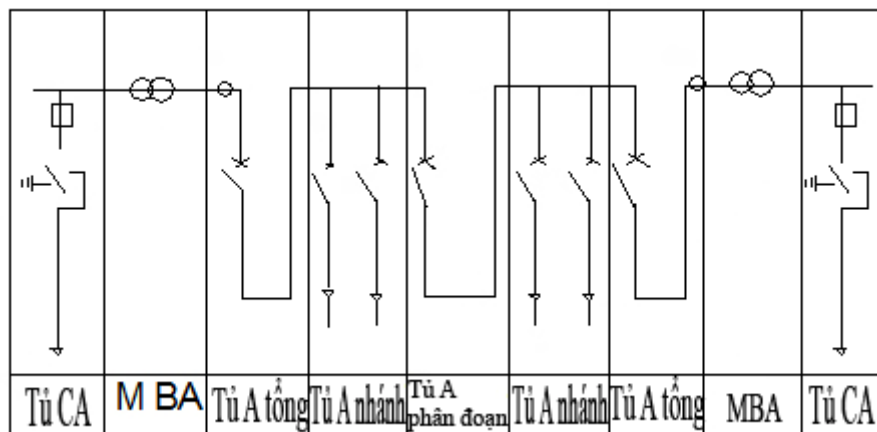 Tủ CA
M BA
Tủ A tổng
Tủ A nhánh
Tủ A
phân đoạn
Tủ A nhánh
Tủ A tổng
MBA
Tủ CA